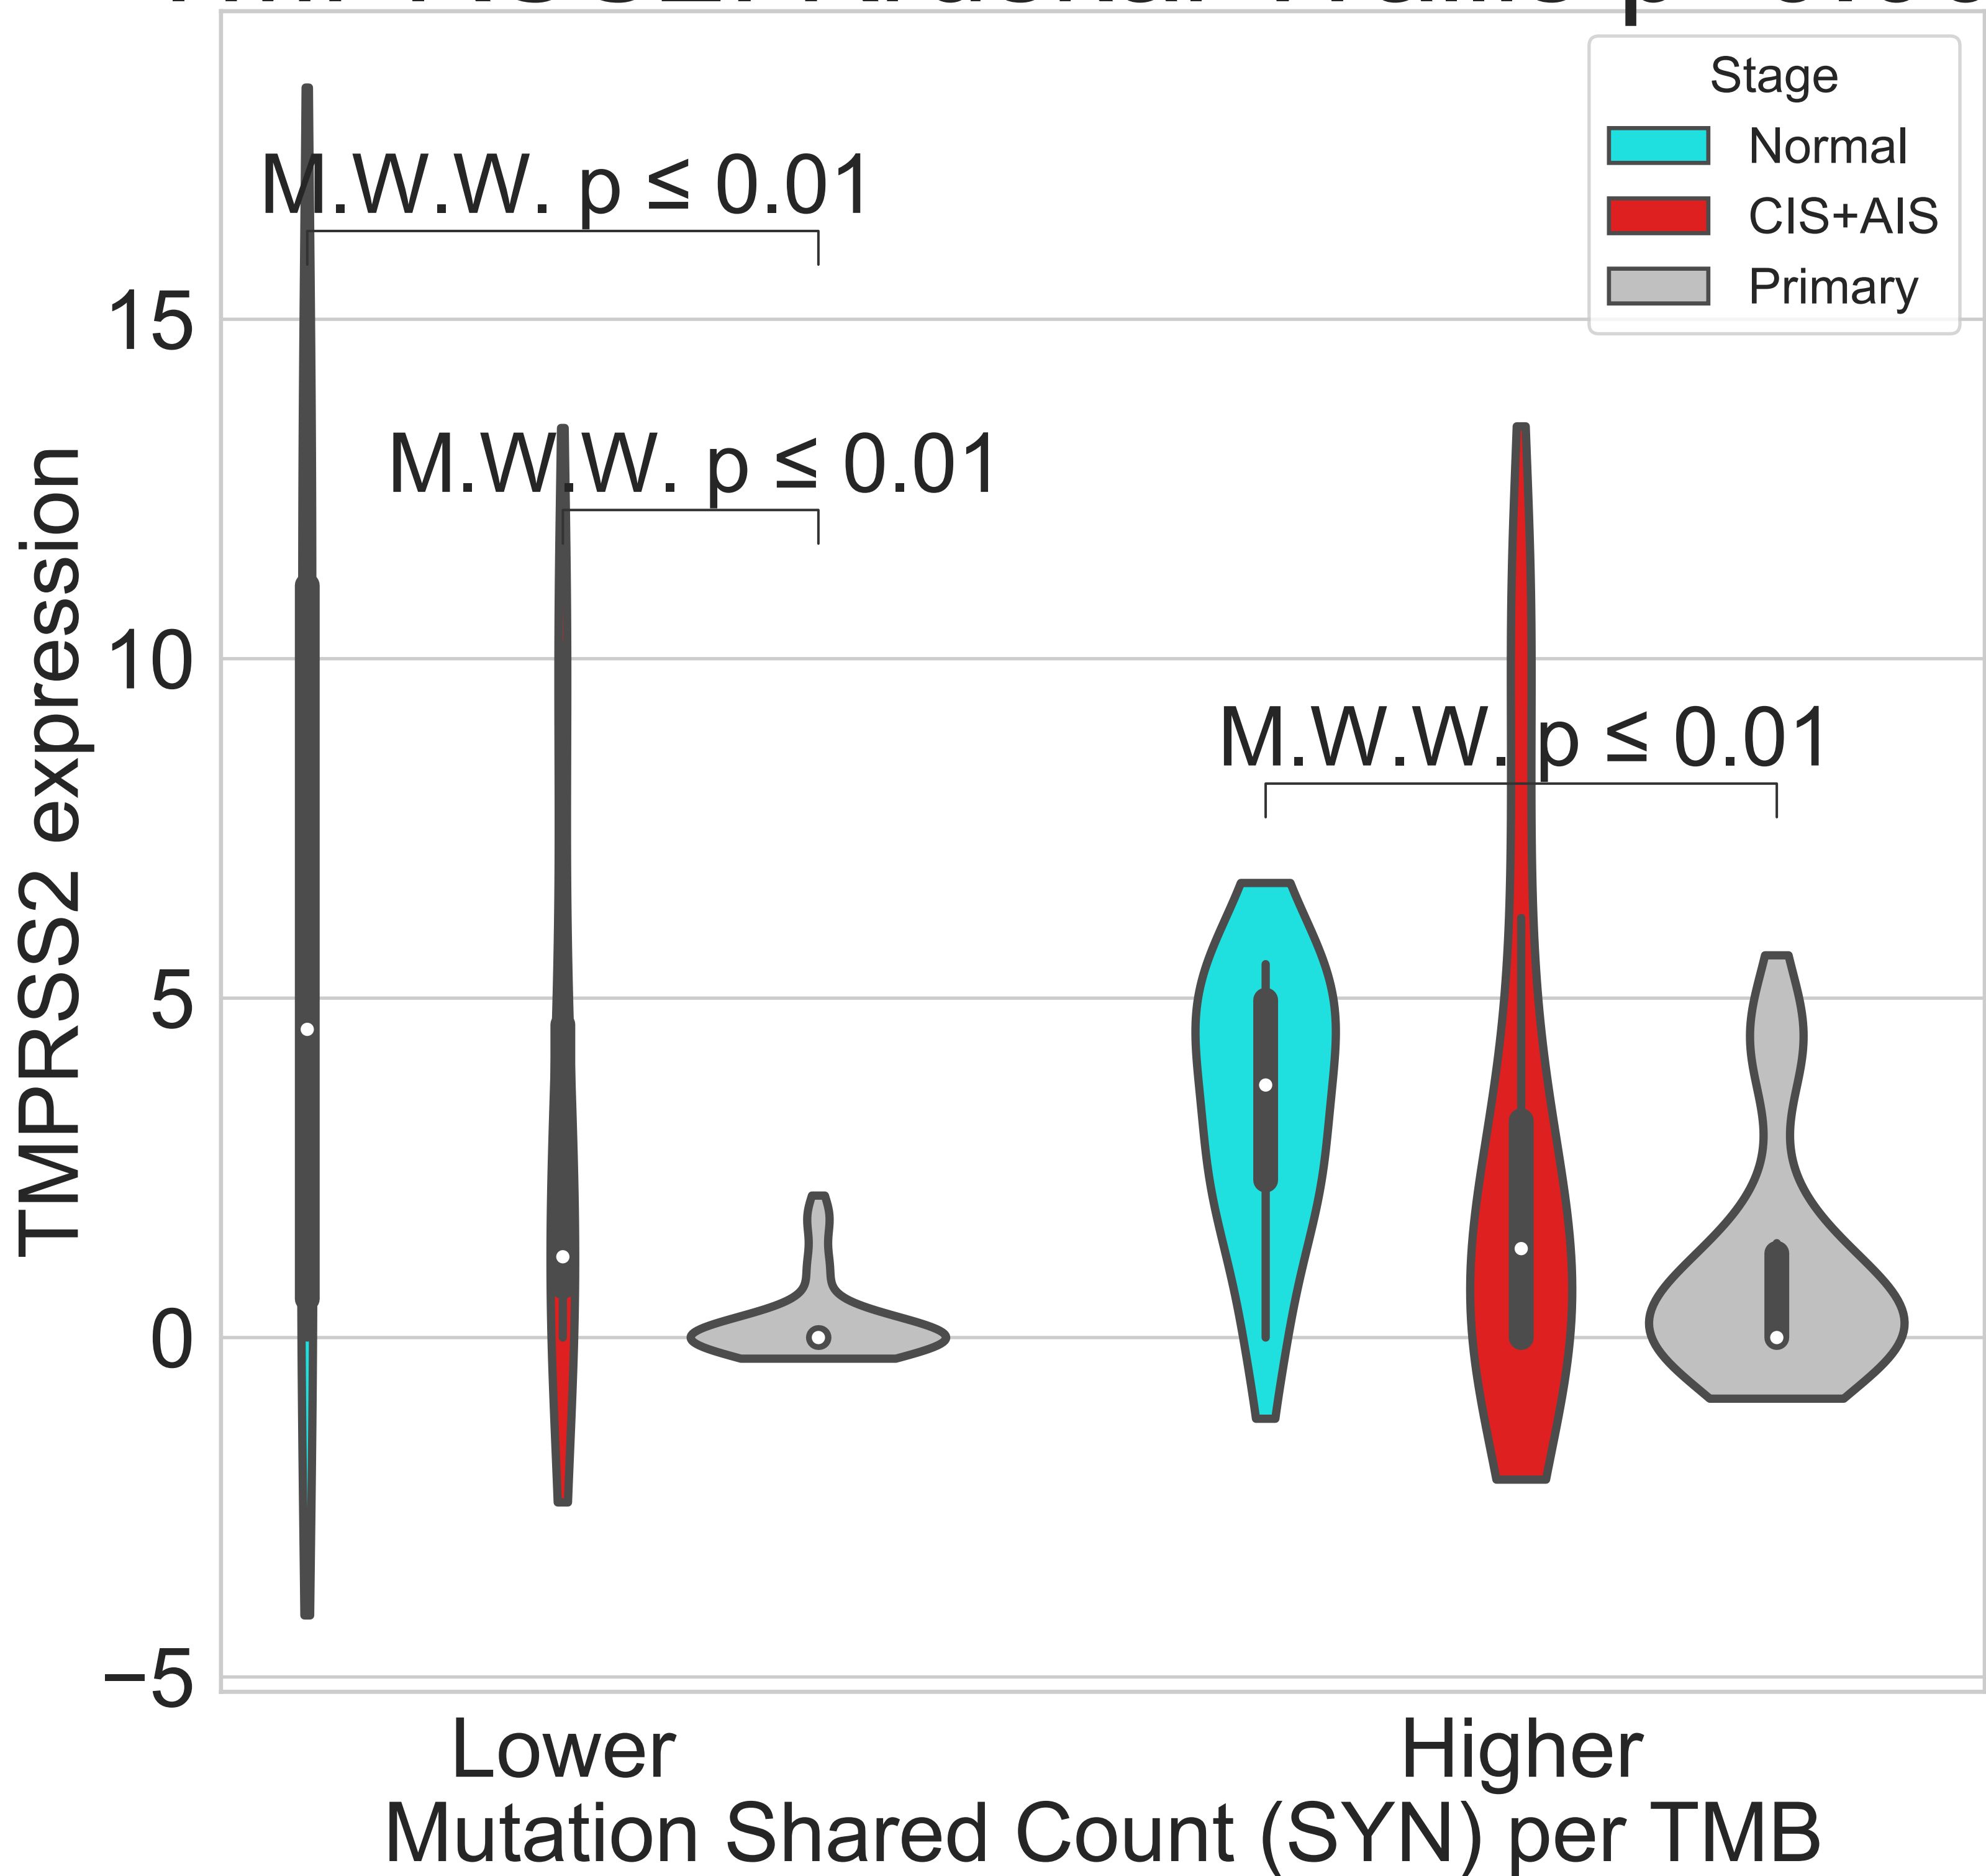 Stage
Normal
CIS+AIS
Primary
M.W.W. p ≤ 0.01
M.W.W. p ≤ 0.01
M.W.W. p ≤ 0.01
15
10
5
0
−5
TMPRSS2 expression
Lower
Higher
Mutation Shared Count (SYN) per TMB